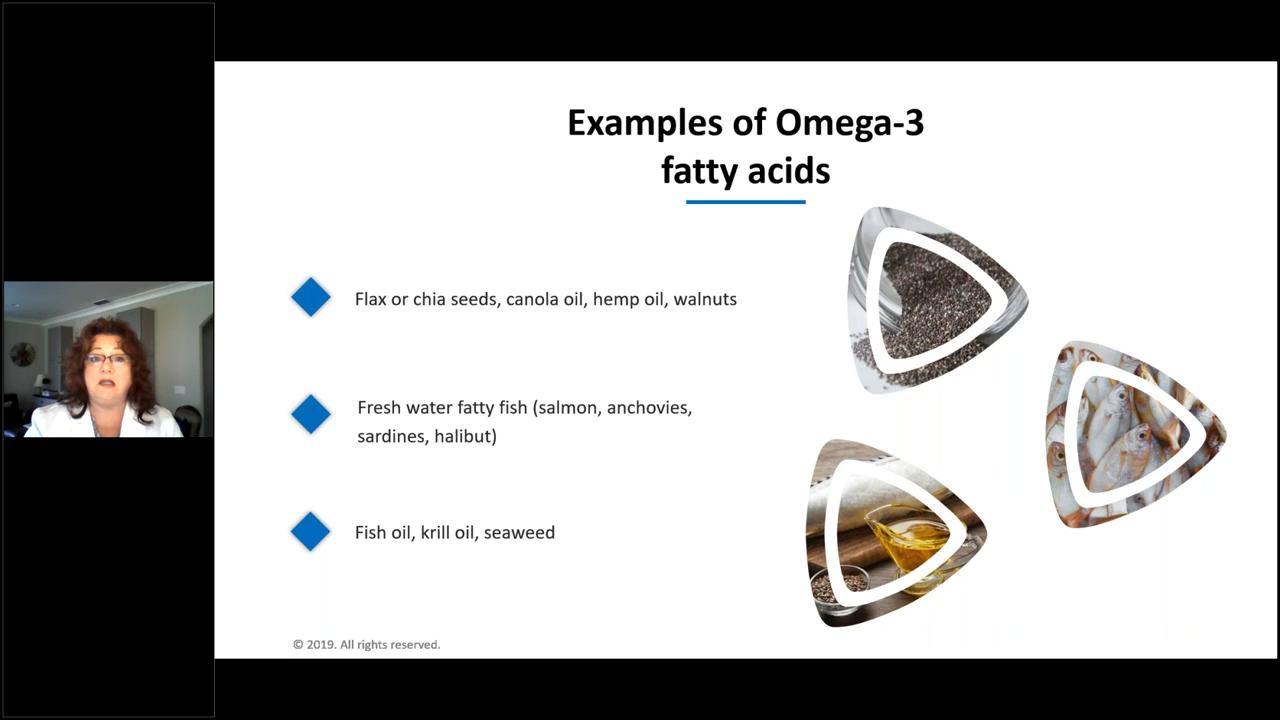 Examples of Omega-3
fatty acids
Flax or chia seeds, canola oil, hemp oil, walnuts
Fresh water fatty fish (salmon, anchovies,
sardines, halibut)
Fish oil, krill oil, seaweed
© 2019. All rights reserved.